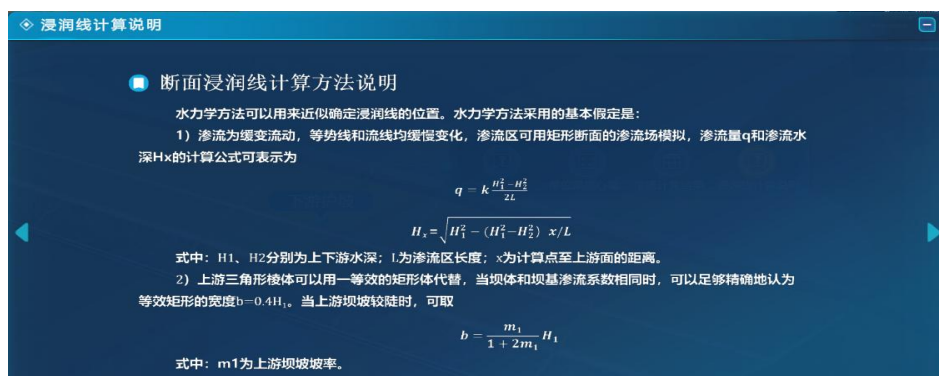 浸润线计算说明
断面浸润线计算方法说明
水力学方法可以用来近似确定浸润线的位置。水力学方法采用的基本假定是：
1）渗流为缓变流动，等势线和流线均缓慢变化，渗流区可用矩形断面的渗流场模拟，渗流量q和渗流水
深Hx的计算公式可表示为
q = k (H₁² − H₂²) / 2L
Hₓ = √(H₁² − (H₁² − H₂²) x/L)
式中：H1、H2分别为上下游水深；L为渗流区长度；x为计算点至上游面的距离。
2）上游三角形棱体可以用一等效的矩形体代替，当坝体和坝基渗流系数相同时，可以足够精确地认为
等效矩形的宽度b=0.4H₁。当上游坝坡较陡时，可取
b = m₁ / (1 + 2m₁) H₁
式中：m1为上游坝坡坡率。